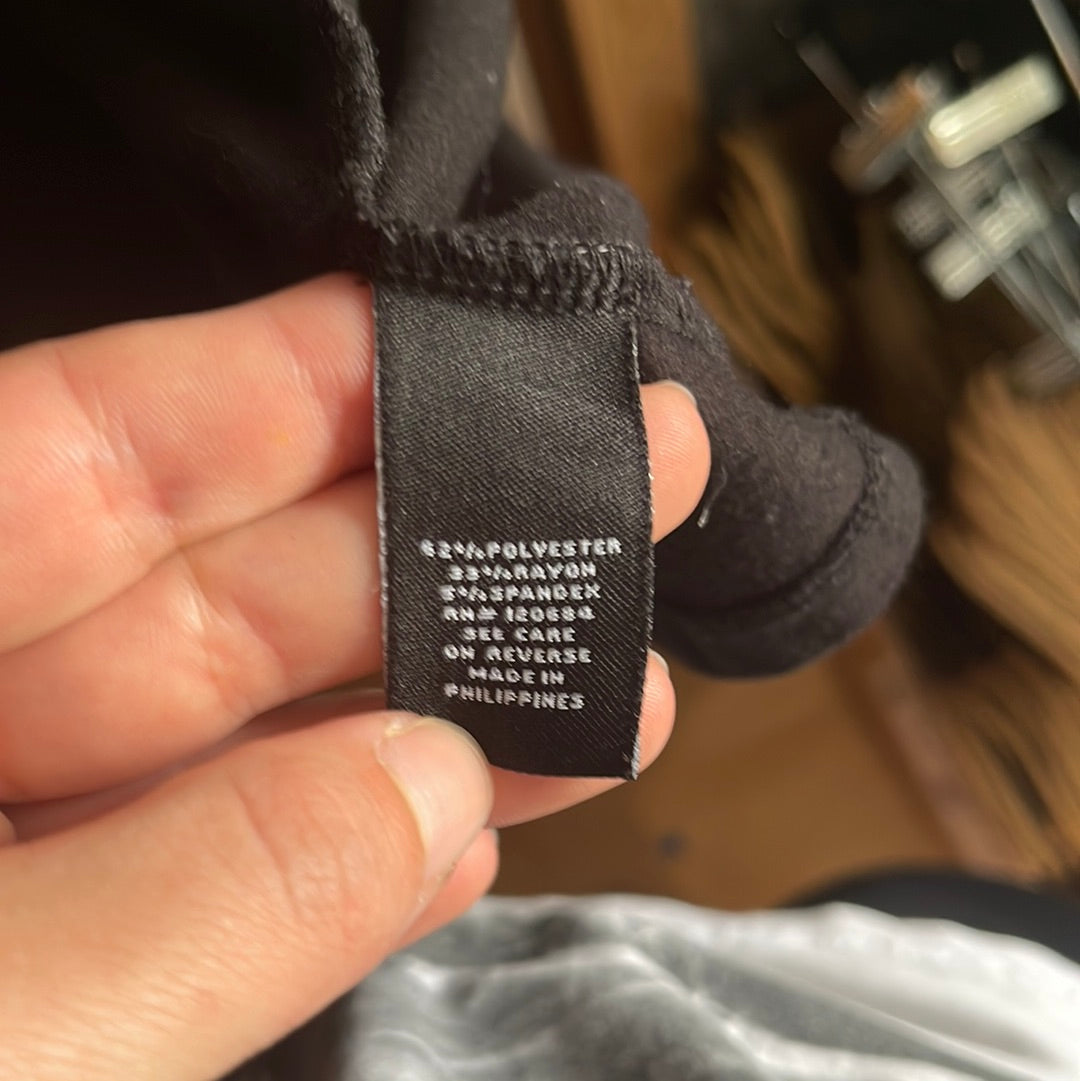 62% POLYESTER
33% RAYON
5% SPANDEX
RN# 120684
SEE CARE
ON REVERSE
MADE IN
PHILIPPINES